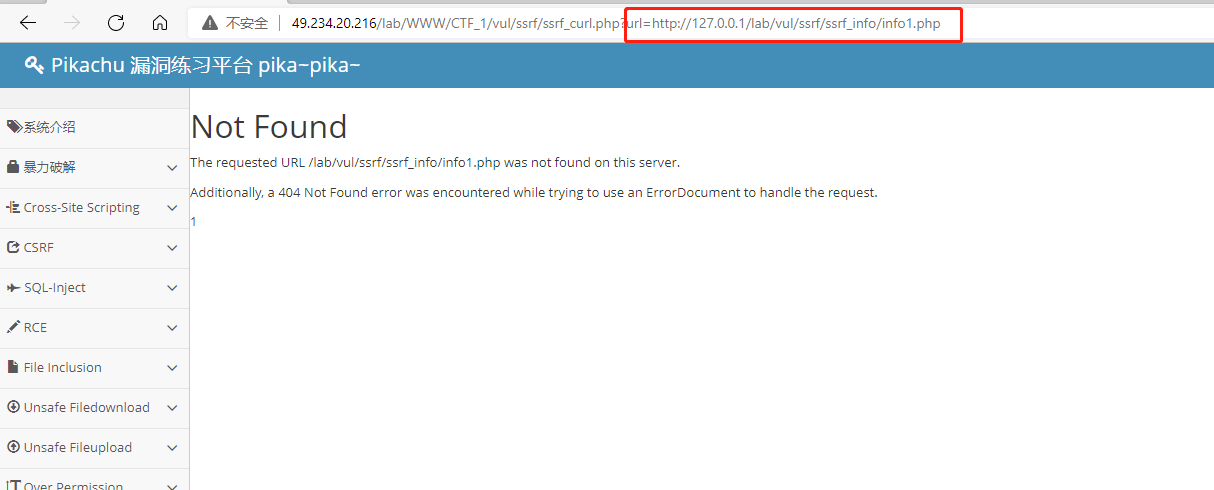 不安全 49.234.20.216/lab/WWW/CTF_1/vul/ssrf/ssrf_curl.php?url=http://127.0.0.1/lab/vul/ssrf/ssrf_info/info1.php
Pikachu 漏洞练习平台 pika~pika~
系统介绍
暴力破解
Cross-Site Scripting
CSRF
SQL-Inject
RCE
File Inclusion
Unsafe Filedownload
Unsafe Fileupload
Over Permission
Not Found
The requested URL /lab/vul/ssrf/ssrf_info/info1.php was not found on this server.
Additionally, a 404 Not Found error was encountered while trying to use an ErrorDocument to handle the request.
1